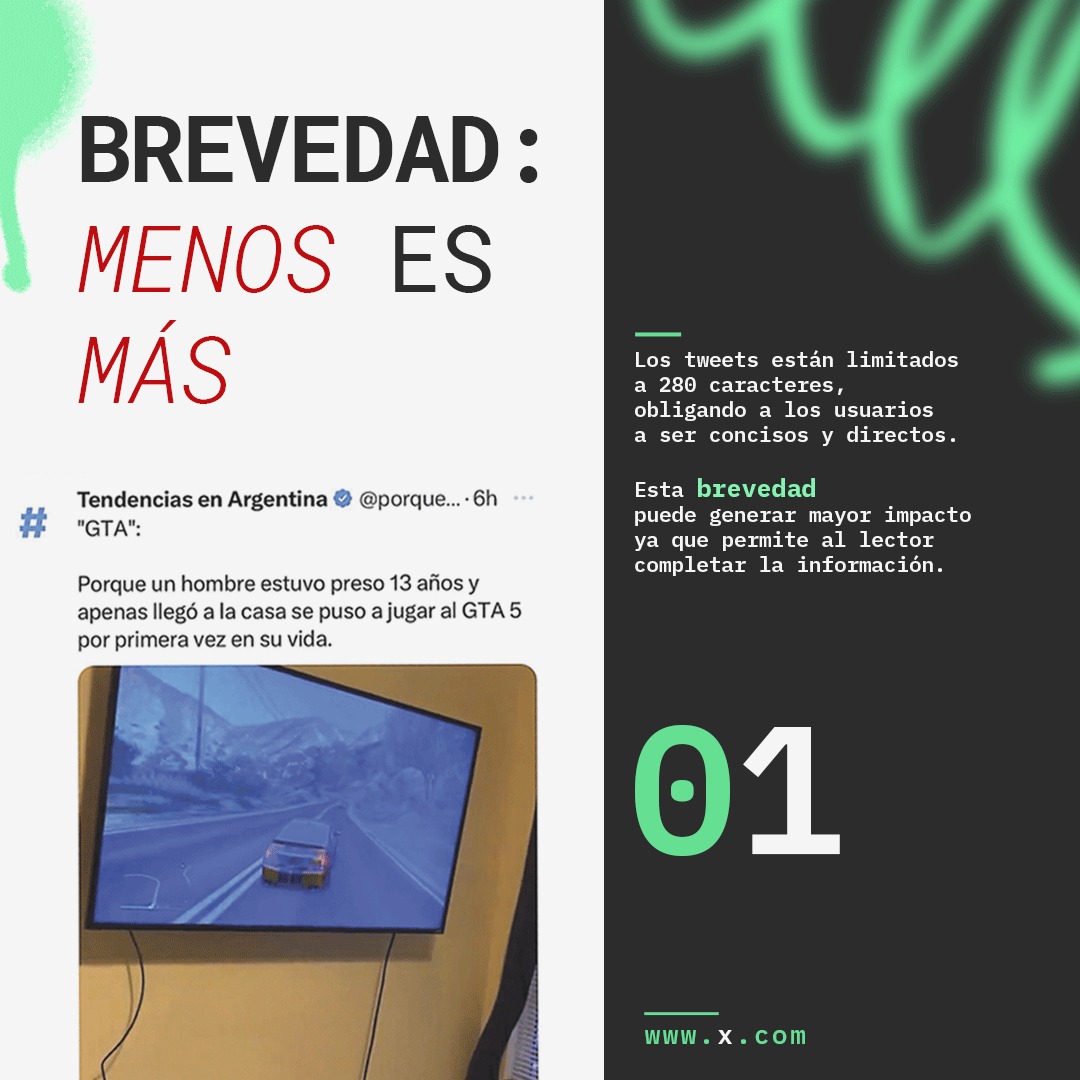 BREVEDAD:
MENOS ES
MÁS
#
Tendencias en Argentina @porque... · 6h ...
"GTA":
Porque un hombre estuvo preso 13 años y
apenas llegó a la casa se puso a jugar al GTA 5
por primera vez en su vida.
Los tweets están limitados
a 280 caracteres,
obligando a los usuarios
a ser concisos y directos.
Esta brevedad
puede generar mayor impacto
ya que permite al lector
completar la información.
01
www.x.com